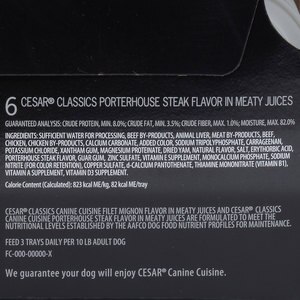 6 CESAR® CLASSICS PORTERHOUSE STEAK FLAVOR IN MEATY JUICES
GUARANTEED ANALYSIS: CRUDE PROTEIN, MIN. 8.0%; CRUDE FAT, MIN. 3.5%; CRUDE FIBER, MAX. 1.0%; MOISTURE, MAX. 82.0%
INGREDIENTS: SUFFICIENT WATER FOR PROCESSING, BEEF BY-PRODUCTS, ANIMAL LIVER, MEAT BY-PRODUCTS, BEEF,
CHICKEN, CHICKEN BY-PRODUCTS, CALCIUM CARBONATE, ADDED COLOR, SODIUM TRIPOLYPHOSPHATE, CARRAGEENAN,
POTASSIUM CHLORIDE, XANTHAN GUM, MAGNESIUM PROTEINATE, DRIED YAM, NATURAL FLAVOR, SALT, ERYTHORBIC ACID,
PORTERHOUSE STEAK FLAVOR, GUAR GUM, ZINC SULFATE, VITAMIN E SUPPLEMENT, MONOCALCIUM PHOSPHATE, SODIUM
NITRITE (FOR COLOR RETENTION), COPPER SULFATE, d-CALCIUM PANTOTHENATE, THIAMINE MONONITRATE (VITAMIN B1),
VITAMIN A SUPPLEMENT, VITAMIN D3 SUPPLEMENT.
Calorie Content (Calculated): 823 kcal ME/kg, 82 kcal ME/tray
CESAR® CLASSICS CANINE CUISINE FILET MIGNON FLAVOR IN MEATY JUICES AND CESAR® CLASSICS
CANINE CUISINE PORTERHOUSE STEAK FLAVOR IN MEATY JUICES ARE FORMULATED TO MEET THE
NUTRITIONAL LEVELS ESTABLISHED BY THE AAFCO DOG FOOD NUTRIENT PROFILES FOR MAINTENANCE.
FEED 3 TRAYS DAILY PER 10 LB ADULT DOG
FC-000-00000-X
We guarantee your dog will enjoy CESAR® Canine Cuisine.